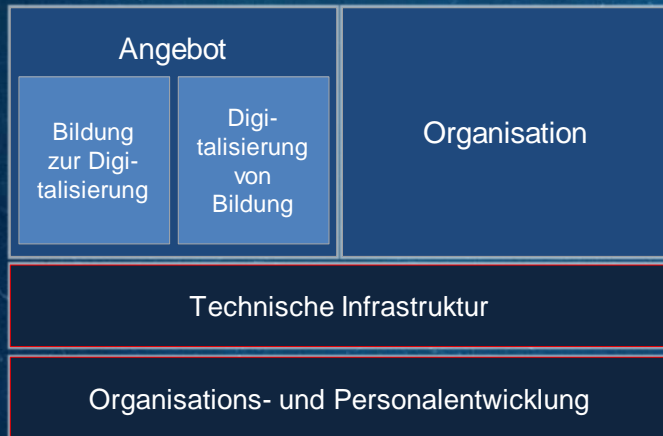 Angebot
Bildung
zur Digi-
talisierung
Digi-
talisierung
von
Bildung
Organisation
Technische Infrastruktur
Organisations- und Personalentwicklung